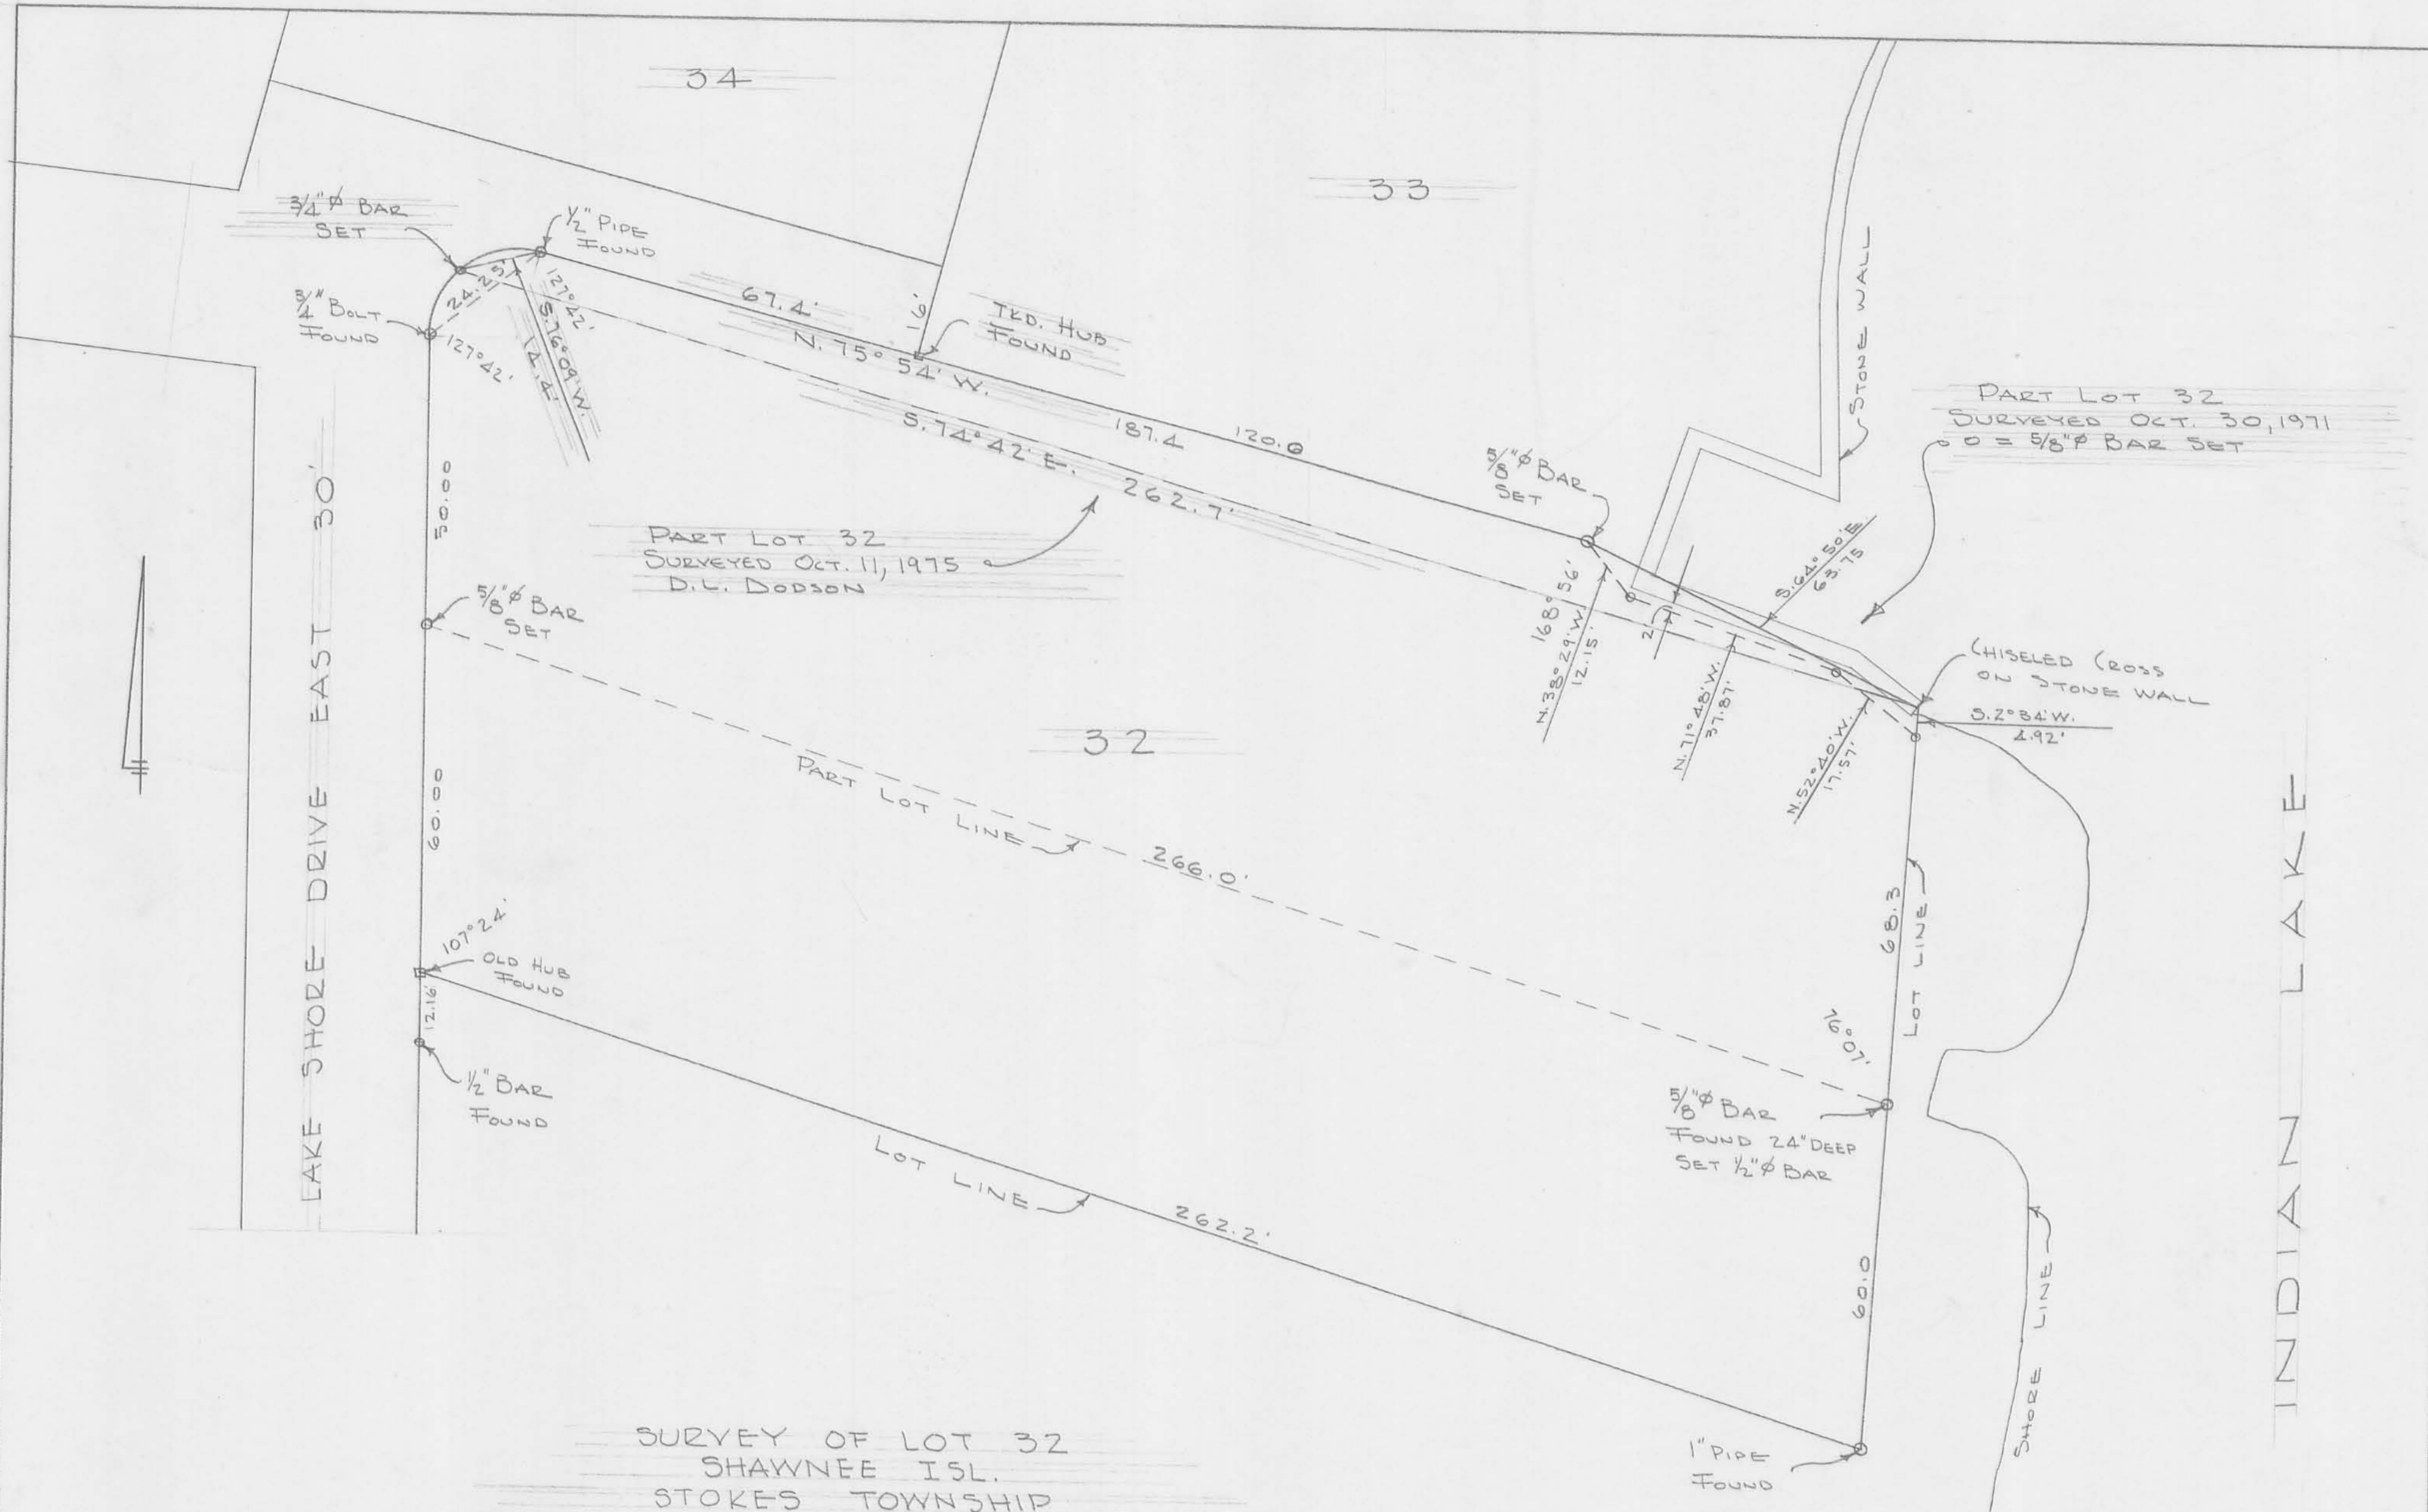 34
33
3/4"ø BAR
SET
1/2" PIPE
FOUND
3/4" BOLT
FOUND
24.25'
127°42'
127°42'
S.76°09'W.
14.4'
67.4'
16'
TKD. HUB
FOUND
N. 75° 54' W.
187.4
120.0
S. 74° 42' E. 262.7'
STONE WALL
PART LOT 32
SURVEYED OCT. 30, 1971
o = 5/8"ø BAR SET
5/8"ø BAR
SET
PART LOT 32
SURVEYED OCT. 11, 1975
D.L. DODSON
50.00
5/8"ø BAR
SET
168° 56'
N.38° 29' W.
12.15'
2'
S.64° 50' E.
63.75
N.71° 48' W.
37.87'
N.52° 40' W.
17.57'
CHISELED CROSS
ON STONE WALL
S.2° 34' W.
4.92'
32
LAKE SHORE DRIVE EAST 30'
60.00
PART LOT LINE
266.0'
68.3
LOT LINE
INDIAN LAKE
107° 24'
OLD HUB
FOUND
12.16'
1/2" BAR
FOUND
76° 07'
5/8"ø BAR
FOUND 24" DEEP
SET 1/2"ø BAR
LOT LINE
262.2'
60.0
SHORE LINE
1" PIPE
FOUND
SURVEY OF LOT 32
SHAWNEE ISL.
STOKES TOWNSHIP